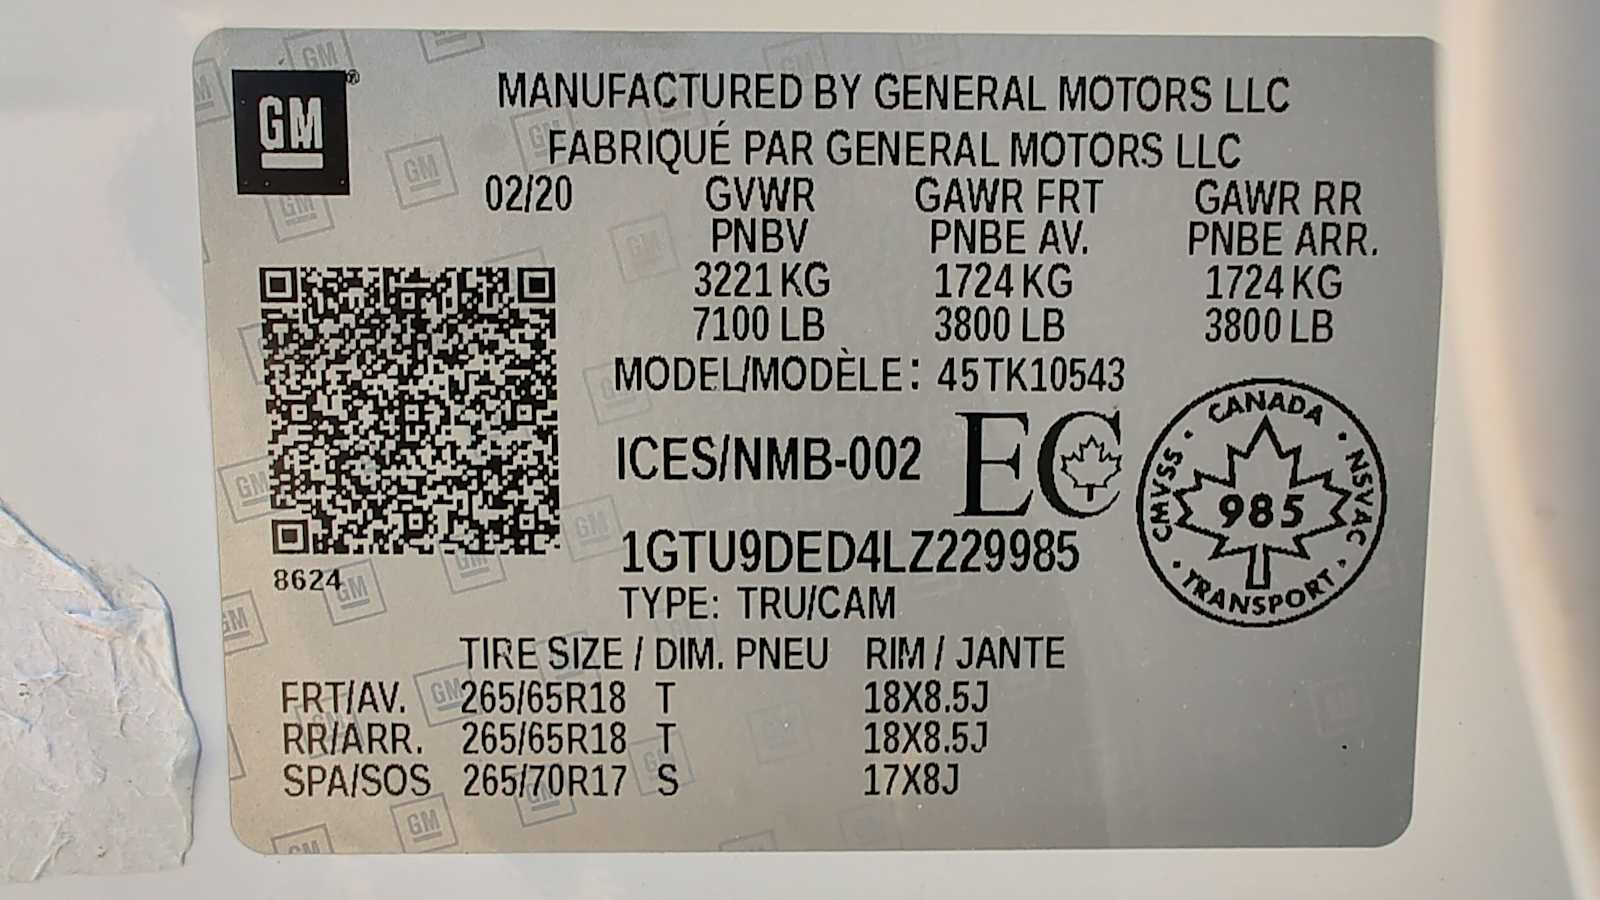 GM
MANUFACTURED BY GENERAL MOTORS LLC
FABRIQUÉ PAR GENERAL MOTORS LLC
02/20 GVWR GAWR FRT GAWR RR
PNBV PNBE AV. PNBE ARR.
3221 KG 1724 KG 1724 KG
7100 LB 3800 LB 3800 LB
MODEL/MODÈLE: 45TK10543
ICES/NMB-002 EC
CANADA
CMVSS 985 NSVAC
TRANSPORT
1GTU9DED4LZ229985
8624
TYPE: TRU/CAM
TIRE SIZE / DIM. PNEU RIM / JANTE
FRT/AV. 265/65R18 T 18X8.5J
RR/ARR. 265/65R18 T 18X8.5J
SPA/SOS 265/70R17 S 17X8J